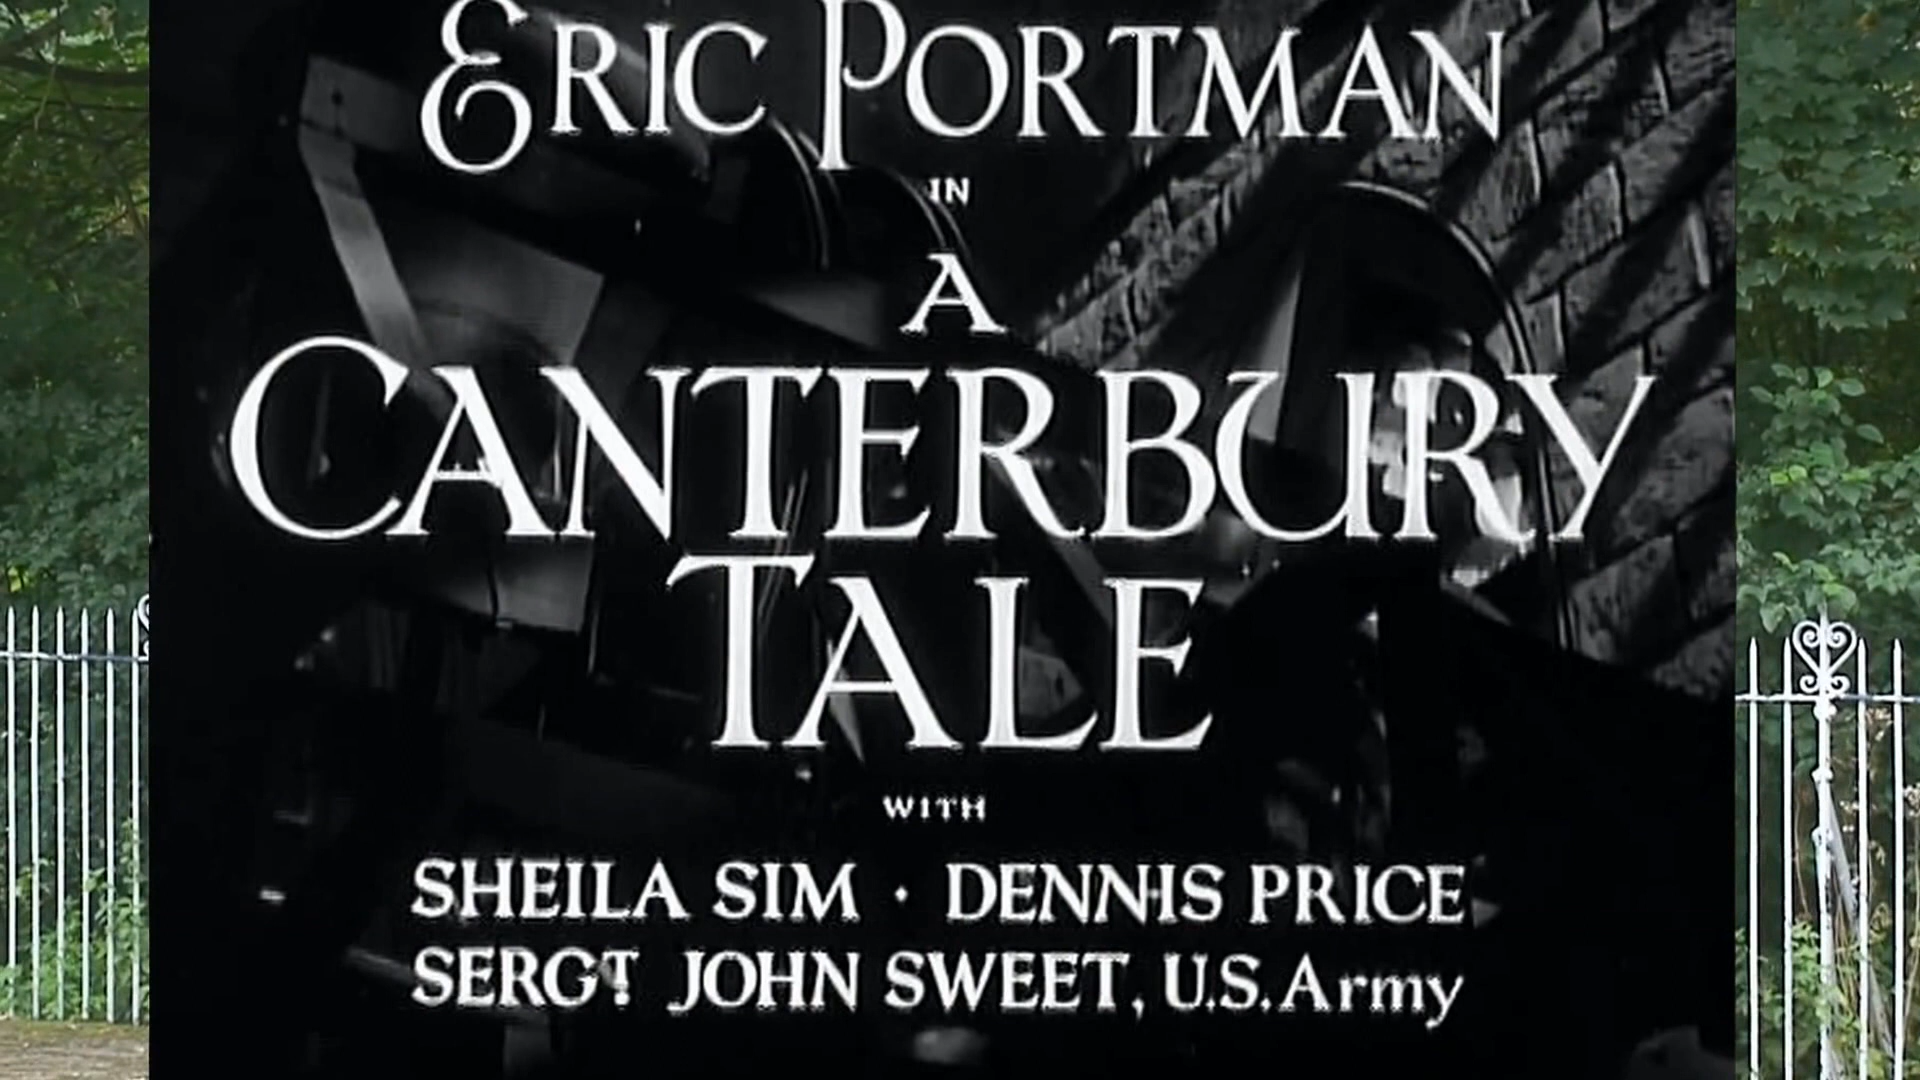 ERIC PORTMAN
IN
A
CANTERBURY
TALE
WITH
SHEILA SIM · DENNIS PRICE
SERGT JOHN SWEET, U.S. Army